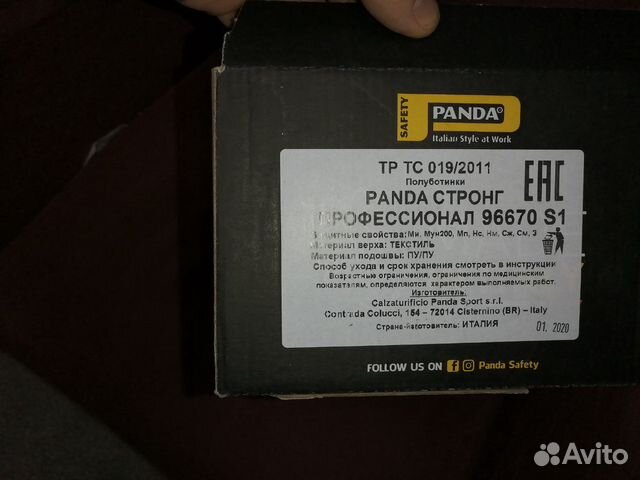 SAFETY
PANDA®
Italian Style at Work
ТР ТС 019/2011
Полуботинки
PANDA СТРОНГ
ПРОФЕССИОНАЛ 96670 S1
EAC
Защитные свойства: Ми, Мун200, Мп, Нс, Нм, Сж, См, Э
Материал верха: ТЕКСТИЛЬ
Материал подошвы: ПУ/ПУ
Способ ухода и срок хранения смотреть в инструкции
Возрастные ограничения, ограничения по медицинским
показателям, определяются характером выполняемых работ.
Изготовитель:
Calzaturificio Panda Sport s.r.l.
Contrada Colucci, 154 – 72014 Cisternino (BR) – Italy
Страна-изготовитель: ИТАЛИЯ
01. 2020
FOLLOW US ON Panda Safety
Avito